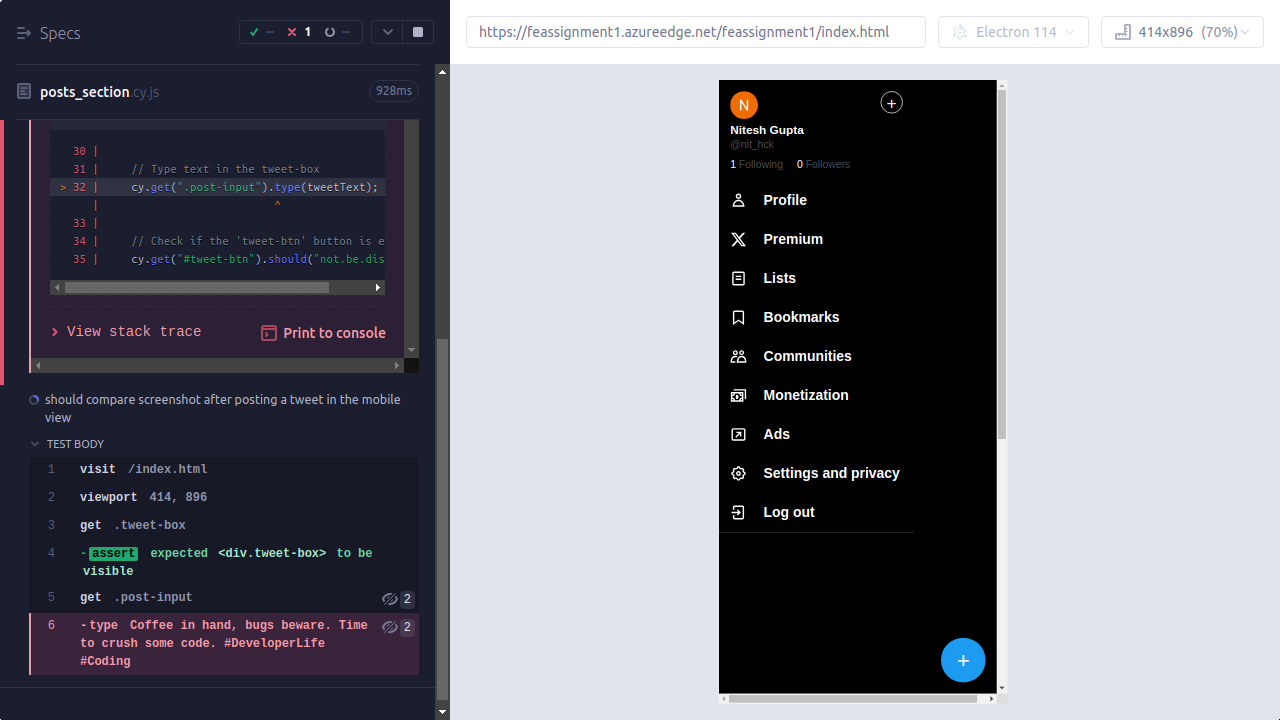 Specs
-- 1 --
posts_section.cy.js
928ms
30 |
31 | // Type text in the tweet-box
> 32 | cy.get(".post-input").type(tweetText);
| ^
33 |
34 | // Check if the 'tweet-btn' button is e
35 | cy.get("#tweet-btn").should("not.be.dis
View stack trace
Print to console
should compare screenshot after posting a tweet in the mobile
view
TEST BODY
1 visit /index.html
2 viewport 414, 896
3 get .tweet-box
4 -assert expected <div.tweet-box> to be
visible
5 get .post-input 2
6 -type Coffee in hand, bugs beware. Time 2
to crush some code. #DeveloperLife
#Coding
https://feassignment1.azureedge.net/feassignment1/index.html
Electron 114
414x896 (70%)
N
+
Nitesh Gupta
@nit_hck
1 Following 0 Followers
Profile
Premium
Lists
Bookmarks
Communities
Monetization
Ads
Settings and privacy
Log out
+